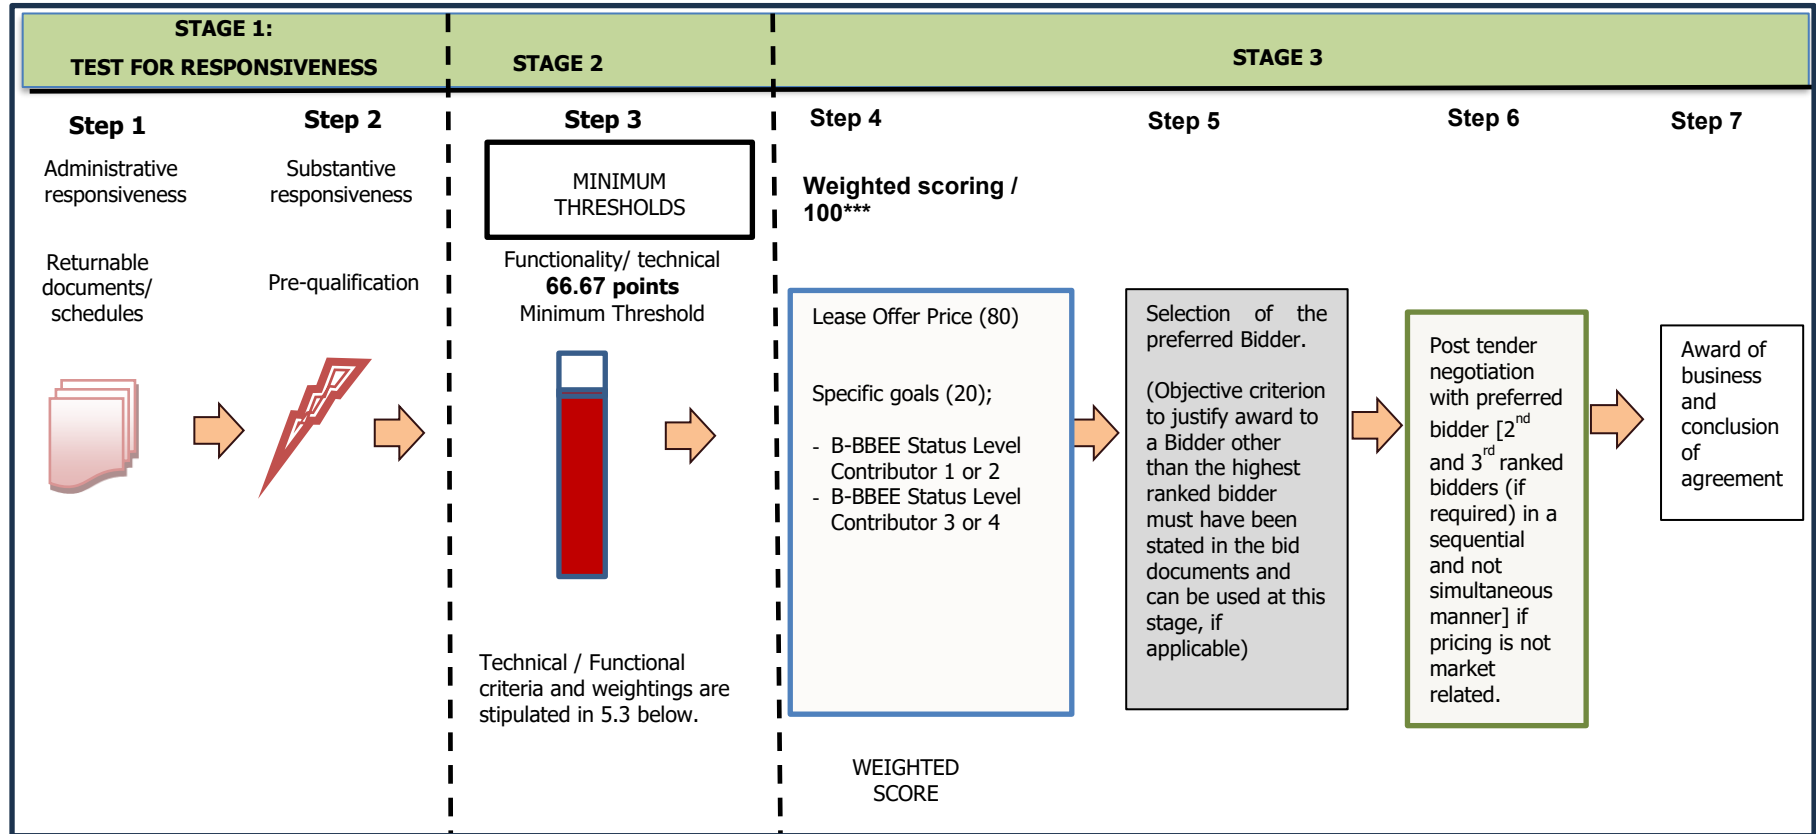 STAGE 1:
TEST FOR RESPONSIVENESS
STAGE 2
STAGE 3
Step 1
Administrative
responsiveness
Returnable
documents/
schedules
Step 2
Substantive
responsiveness
Pre-qualification
Step 3
MINIMUM
THRESHOLDS
Functionality/ technical
66.67 points
Minimum Threshold
Technical / Functional
criteria and weightings are
stipulated in 5.3 below.
Step 4
Weighted scoring /
100***
Lease Offer Price (80)
Specific goals (20);
- B-BBEE Status Level
Contributor 1 or 2
- B-BBEE Status Level
Contributor 3 or 4
WEIGHTED
SCORE
Step 5
Selection of the
preferred Bidder.
(Objective criterion
to justify award to
a Bidder other
than the highest
ranked bidder
must have been
stated in the bid
documents and
can be used at this
stage, if
applicable)
Step 6
Post tender
negotiation
with preferred
bidder [2nd
and 3rd ranked
bidders (if
required) in a
sequential
and not
simultaneous
manner] if
pricing is not
market
related.
Step 7
Award of
business
and
conclusion
of
agreement